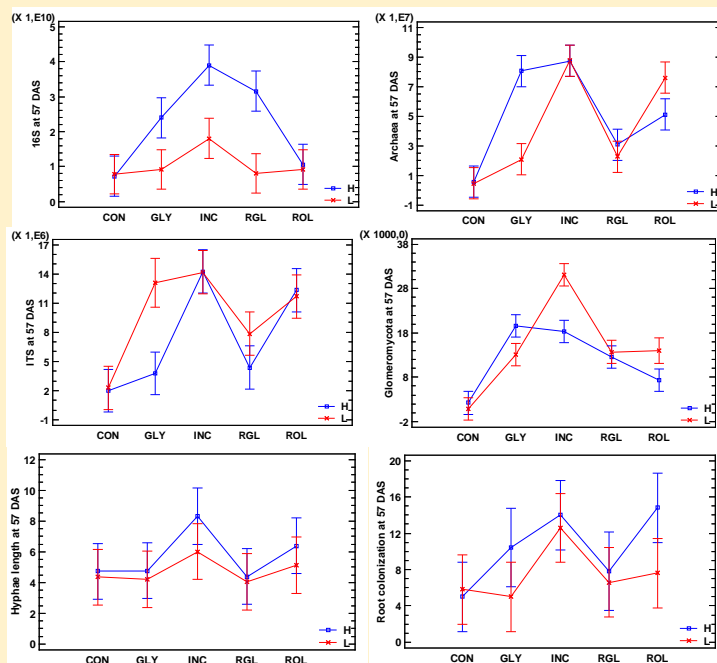 (X 1,E10)
16S at 57 DAS
5
4
3
2
1
0
CON GLY INC RGL ROL
H
L
(X 1,E7)
Archaea at 57 DAS
11
9
7
5
3
1
-1
CON GLY INC RGL ROL
H
L
(X 1,E6)
ITS at 57 DAS
17
14
11
8
5
2
-1
CON GLY INC RGL ROL
H
L
(X 1000,0)
Glomeromycota at 57 DAS
38
28
18
8
-2
CON GLY INC RGL ROL
H
L
Hyphae length at 57 DAS
12
10
8
6
4
2
0
CON GLY INC RGL ROL
H
L
Root colonization at 57 DAS
20
16
12
8
4
0
CON GLY INC RGL ROL
H
L